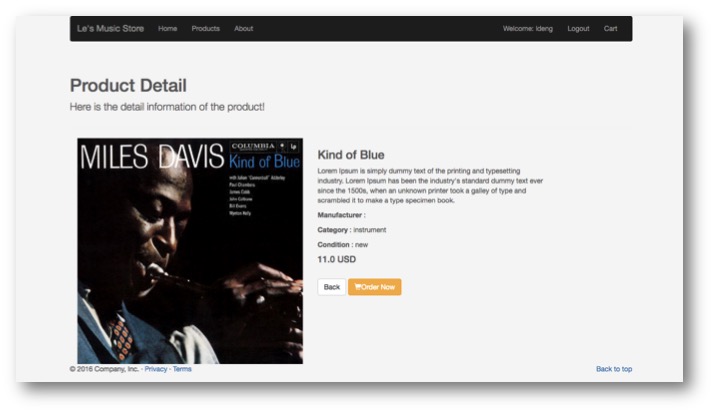 Le's Music Store Home Products About Welcome: ldeng Logout Cart
Product Detail
Here is the detail information of the product!
MILES DAVIS
COLUMBIA
Kind of Blue
with Julian "Cannonball" Adderley
Paul Chambers
James Cobb
John Coltrane
Bill Evans
Wynton Kelly
Kind of Blue
Lorem Ipsum is simply dummy text of the printing and typesetting
industry. Lorem Ipsum has been the industry's standard dummy text ever
since the 1500s, when an unknown printer took a galley of type and
scrambled it to make a type specimen book.
Manufacturer :
Category : instrument
Condition : new
11.0 USD
Back Order Now
© 2016 Company, Inc. · Privacy · Terms Back to top